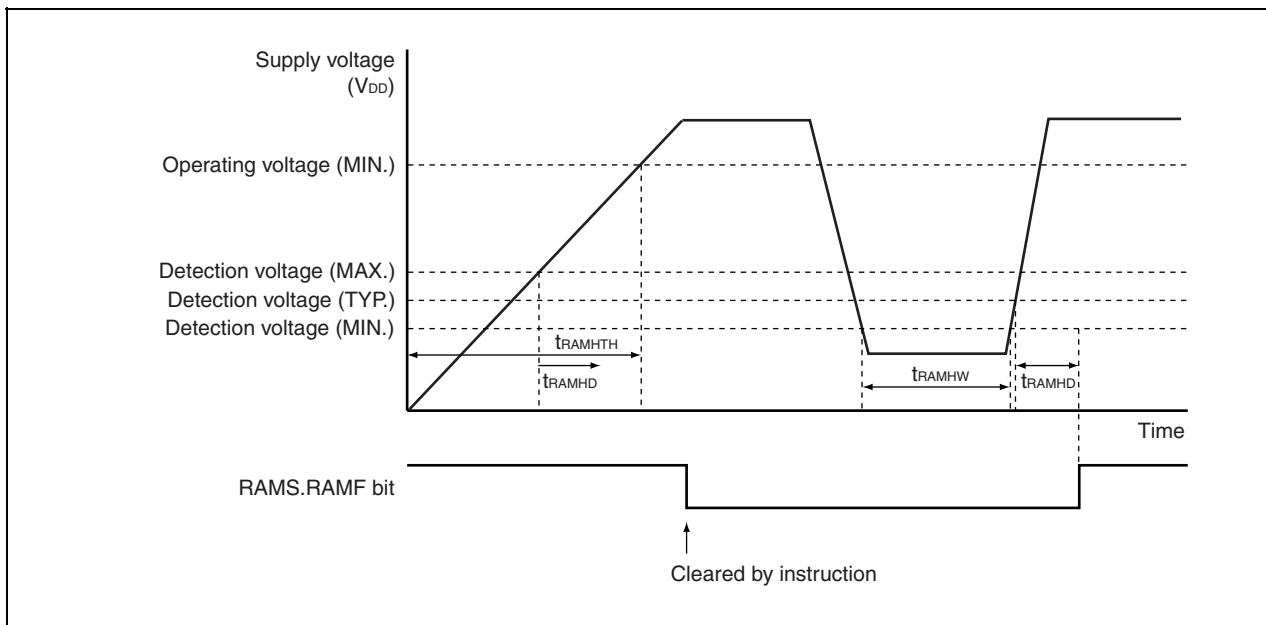 Supply voltage
(VDD)
Operating voltage (MIN.)
Detection voltage (MAX.)
Detection voltage (TYP.)
Detection voltage (MIN.)
tRAMHTH
tRAMHD
tRAMHW
tRAMHD
Time
RAMS.RAMF bit
Cleared by instruction